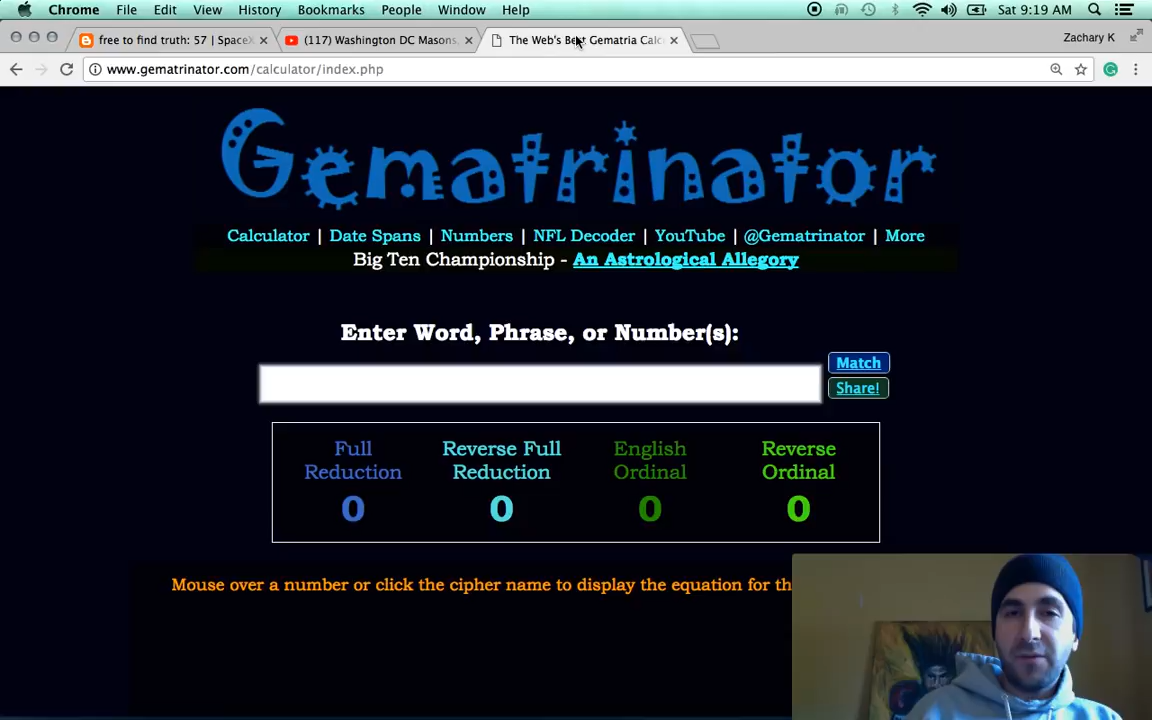 Chrome File Edit View History Bookmarks People Window Help Sat 9:19 AM
free to find truth: 57 | SpaceX
(117) Washington DC Masons,
The Web's Best Gematria Calc
Zachary K
www.gematrinator.com/calculator/index.php
Gematrinator
Calculator | Date Spans | Numbers | NFL Decoder | YouTube | @Gematrinator | More
Big Ten Championship - An Astrological Allegory
Enter Word, Phrase, or Number(s):
Match
Share!
Full Reduction
Reverse Full Reduction
English Ordinal
Reverse Ordinal
0 0 0 0
Mouse over a number or click the cipher name to display the equation for th